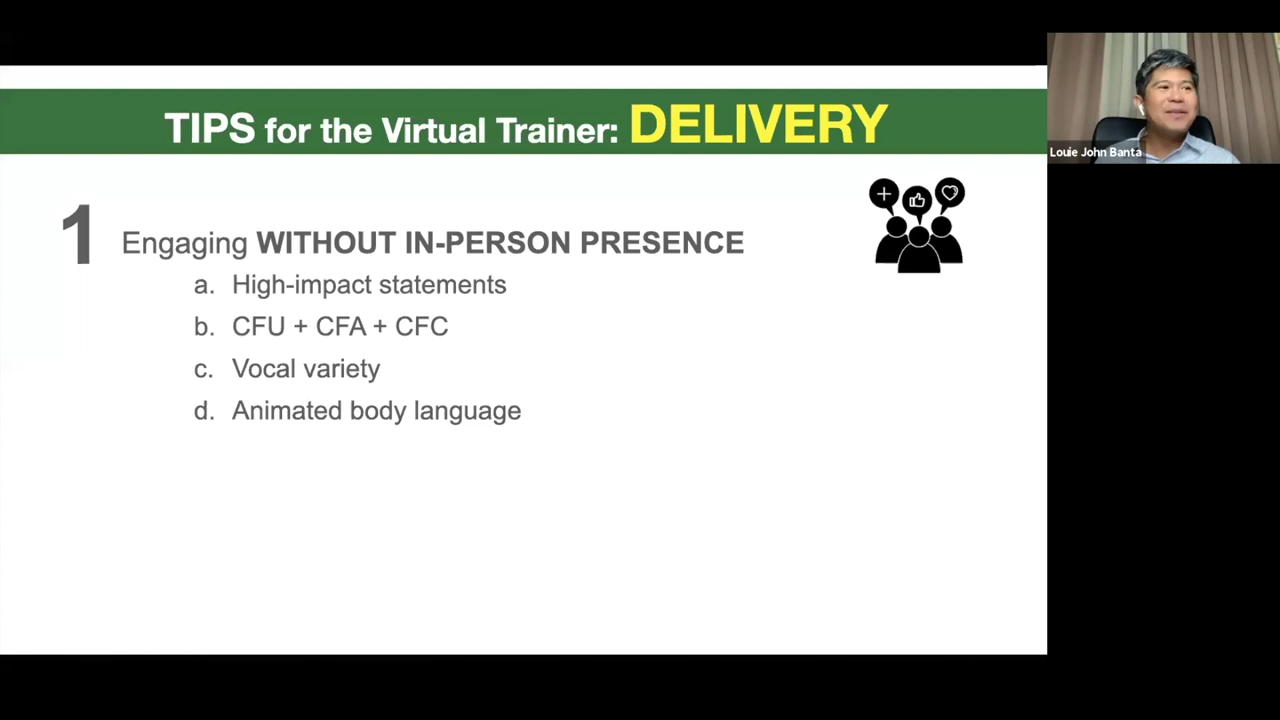 TIPS for the Virtual Trainer: DELIVERY
1 Engaging WITHOUT IN-PERSON PRESENCE
a. High-impact statements
b. CFU + CFA + CFC
c. Vocal variety
d. Animated body language
Louie John Banta